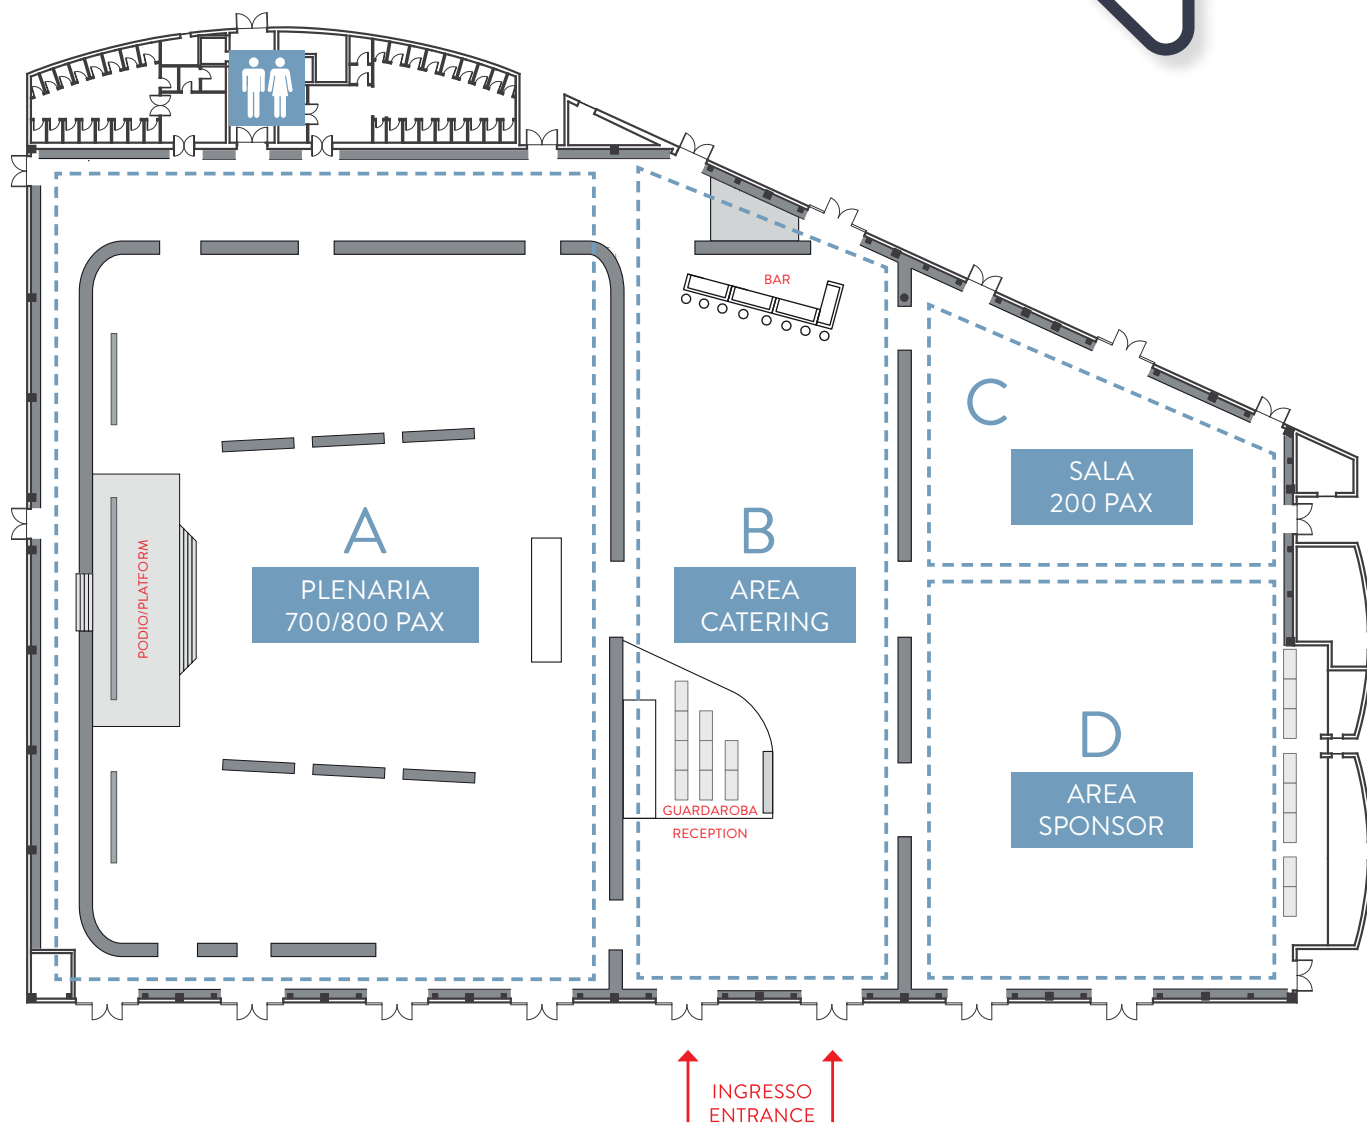 BAR
C
SALA
200 PAX
A
PLENARIA
700/800 PAX
PODIO/PLATFORM
B
AREA
CATERING
D
AREA
SPONSOR
GUARDAROBA
RECEPTION
INGRESSO
ENTRANCE